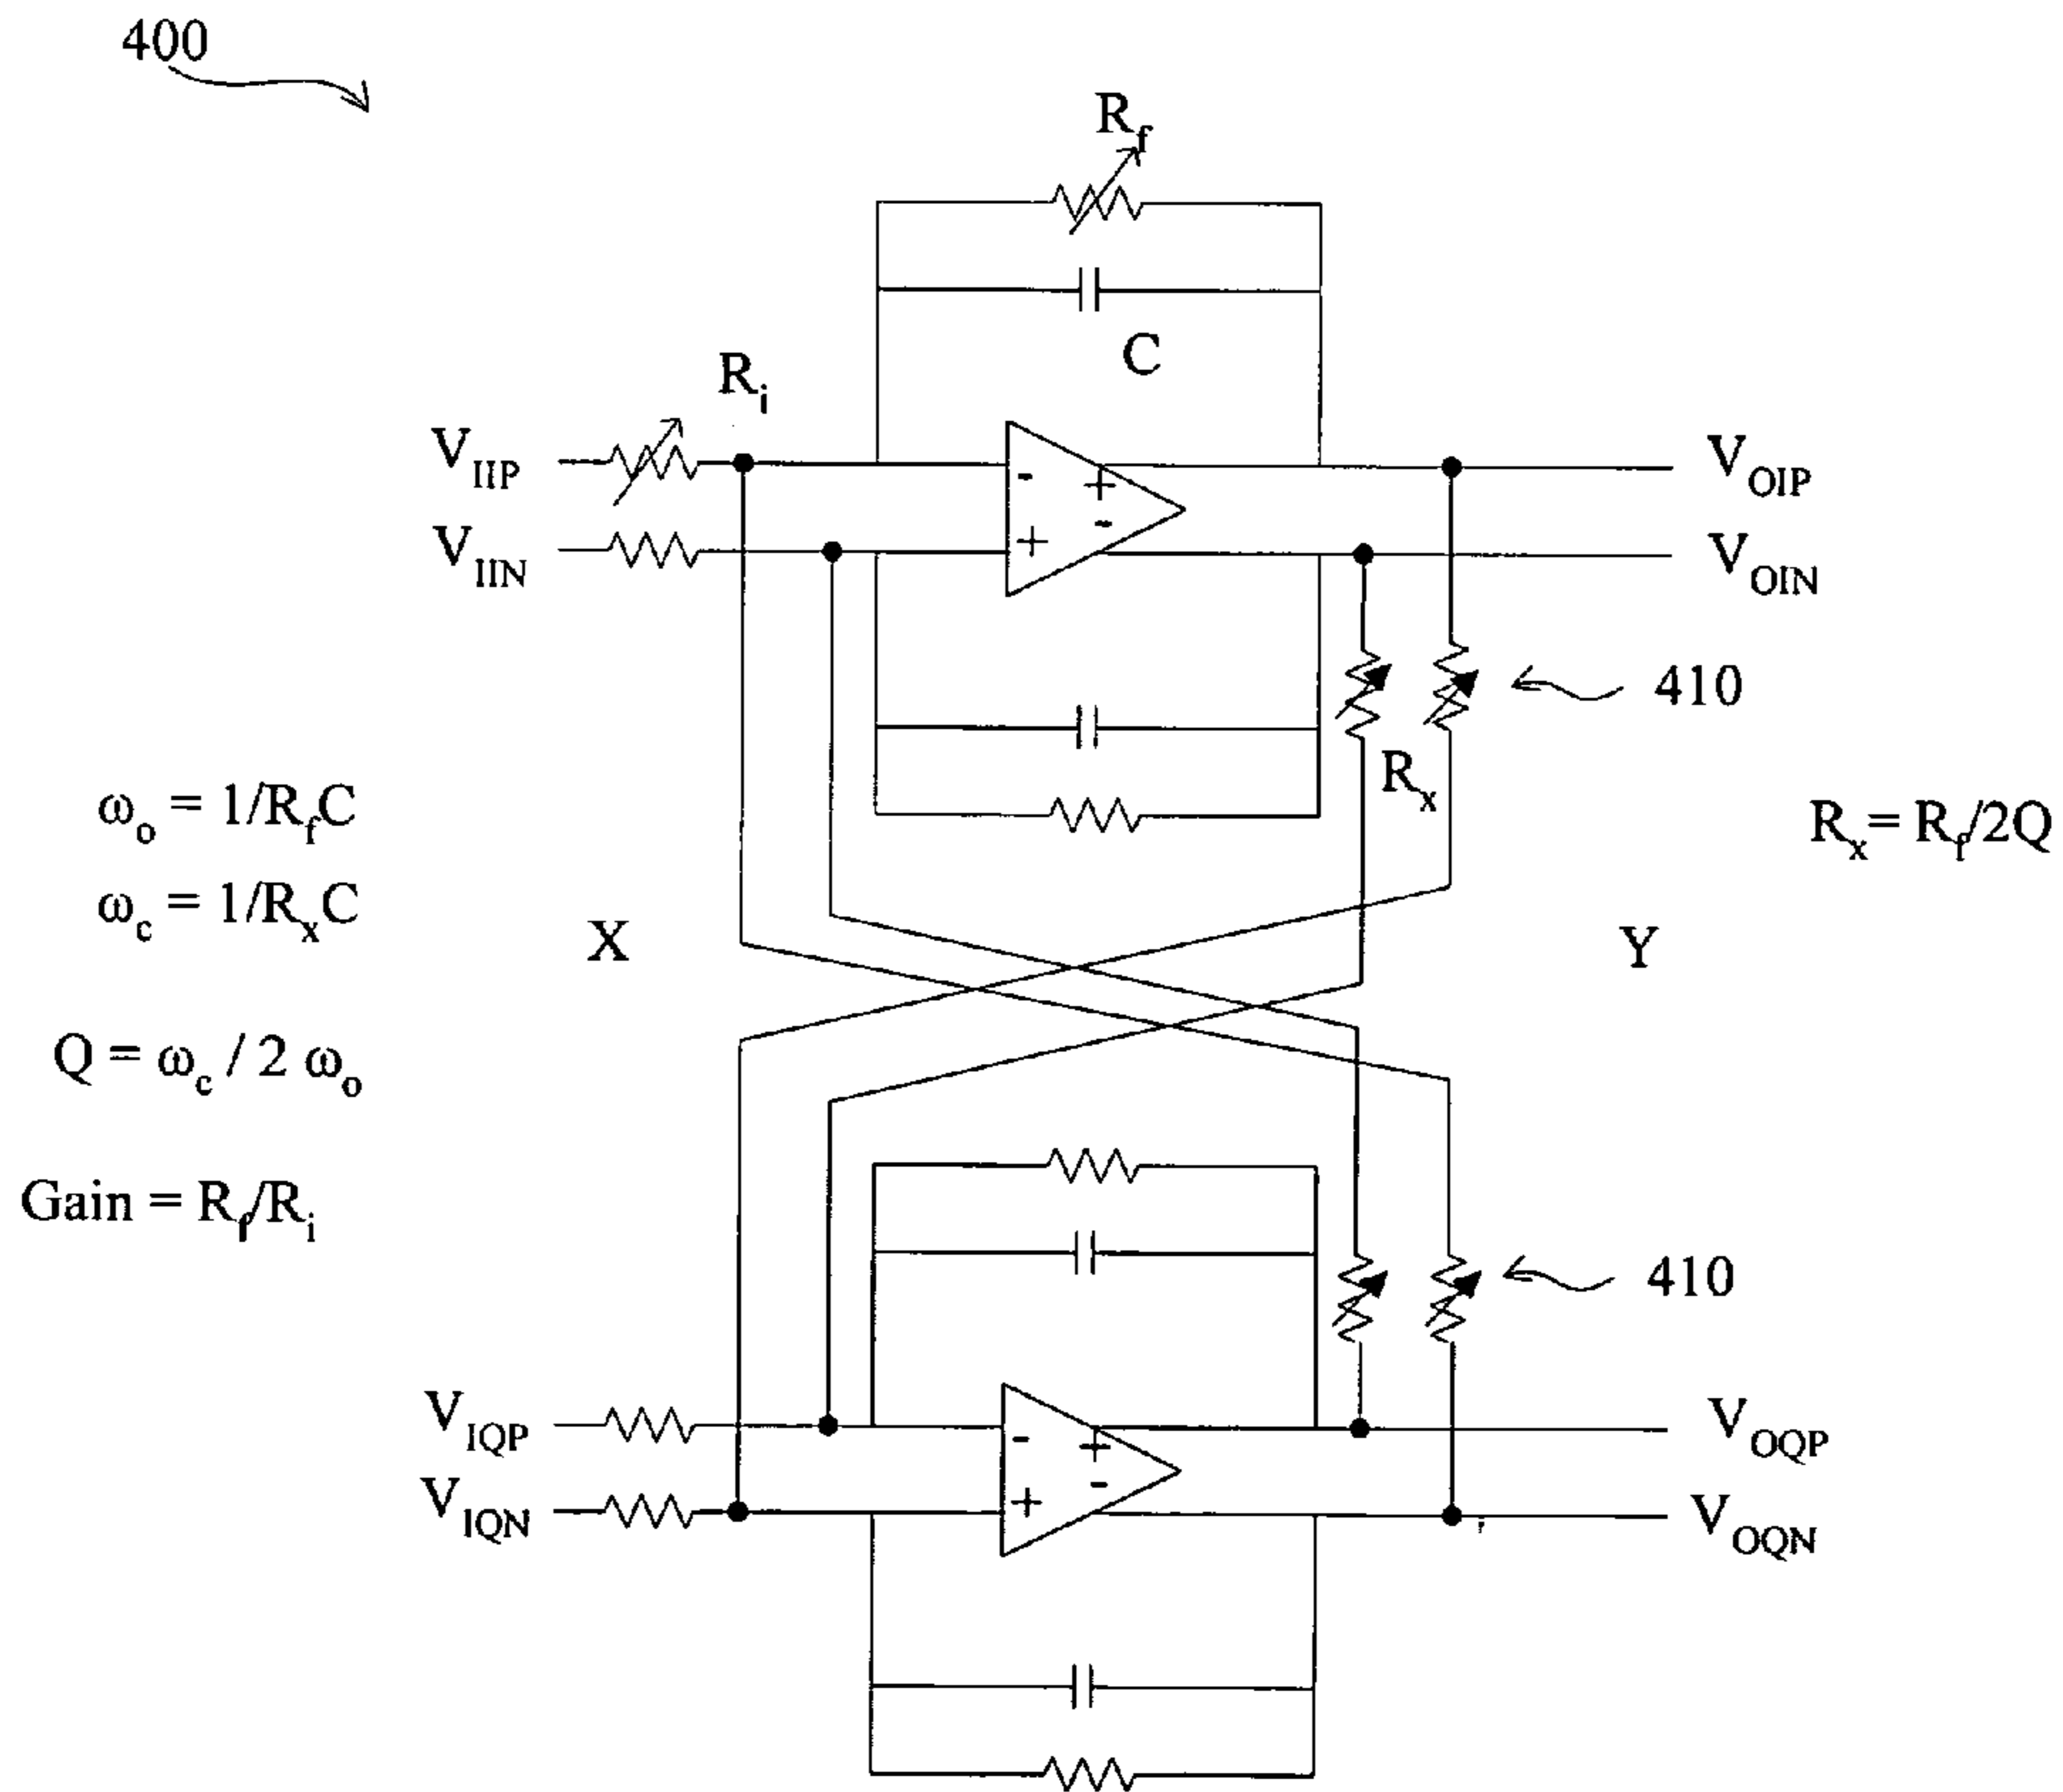 400
R_f
C
R_i
V_IIP
V_IIN
- +
+ -
V_OIP
V_OIN
410
R_x
ω_o = 1/R_fC
ω_c = 1/R_xC
R_x = R_f/2Q
X
Y
Q = ω_c / 2 ω_o
Gain = R_f/R_i
410
V_IQP
V_IQN
- +
+ -
V_OQP
V_OQN